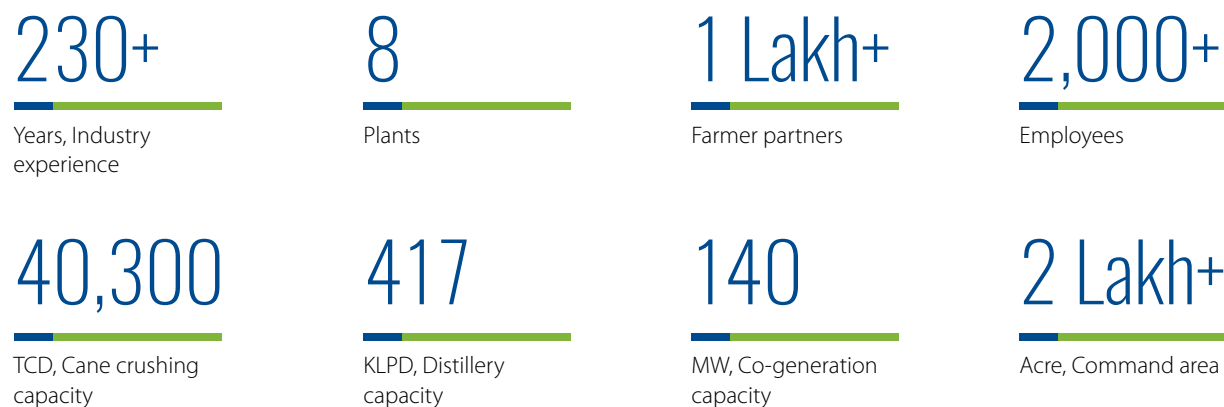 230+
Years, Industry
experience
8
Plants
1 Lakh+
Farmer partners
2,000+
Employees
40,300
TCD, Cane crushing
capacity
417
KLPD, Distillery
capacity
140
MW, Co-generation
capacity
2 Lakh+
Acre, Command area